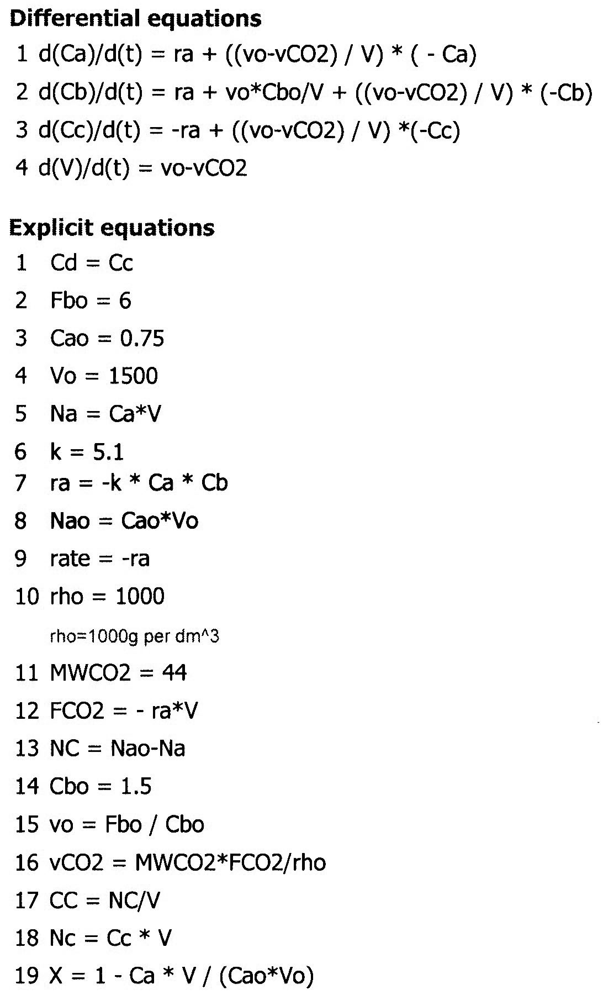 Differential equations
1 d(Ca)/d(t) = ra + ((vo-vCO2) / V) * ( - Ca)
2 d(Cb)/d(t) = ra + vo*Cbo/V + ((vo-vCO2) / V) * (-Cb)
3 d(Cc)/d(t) = -ra + ((vo-vCO2) / V) *(-Cc)
4 d(V)/d(t) = vo-vCO2
Explicit equations
1 Cd = Cc
2 Fbo = 6
3 Cao = 0.75
4 Vo = 1500
5 Na = Ca*V
6 k = 5.1
7 ra = -k * Ca * Cb
8 Nao = Cao*Vo
9 rate = -ra
10 rho = 1000
rho=1000g per dm^3
11 MWCO2 = 44
12 FCO2 = - ra*V
13 NC = Nao-Na
14 Cbo = 1.5
15 vo = Fbo / Cbo
16 vCO2 = MWCO2*FCO2/rho
17 CC = NC/V
18 Nc = Cc * V
19 X = 1 - Ca * V / (Cao*Vo)